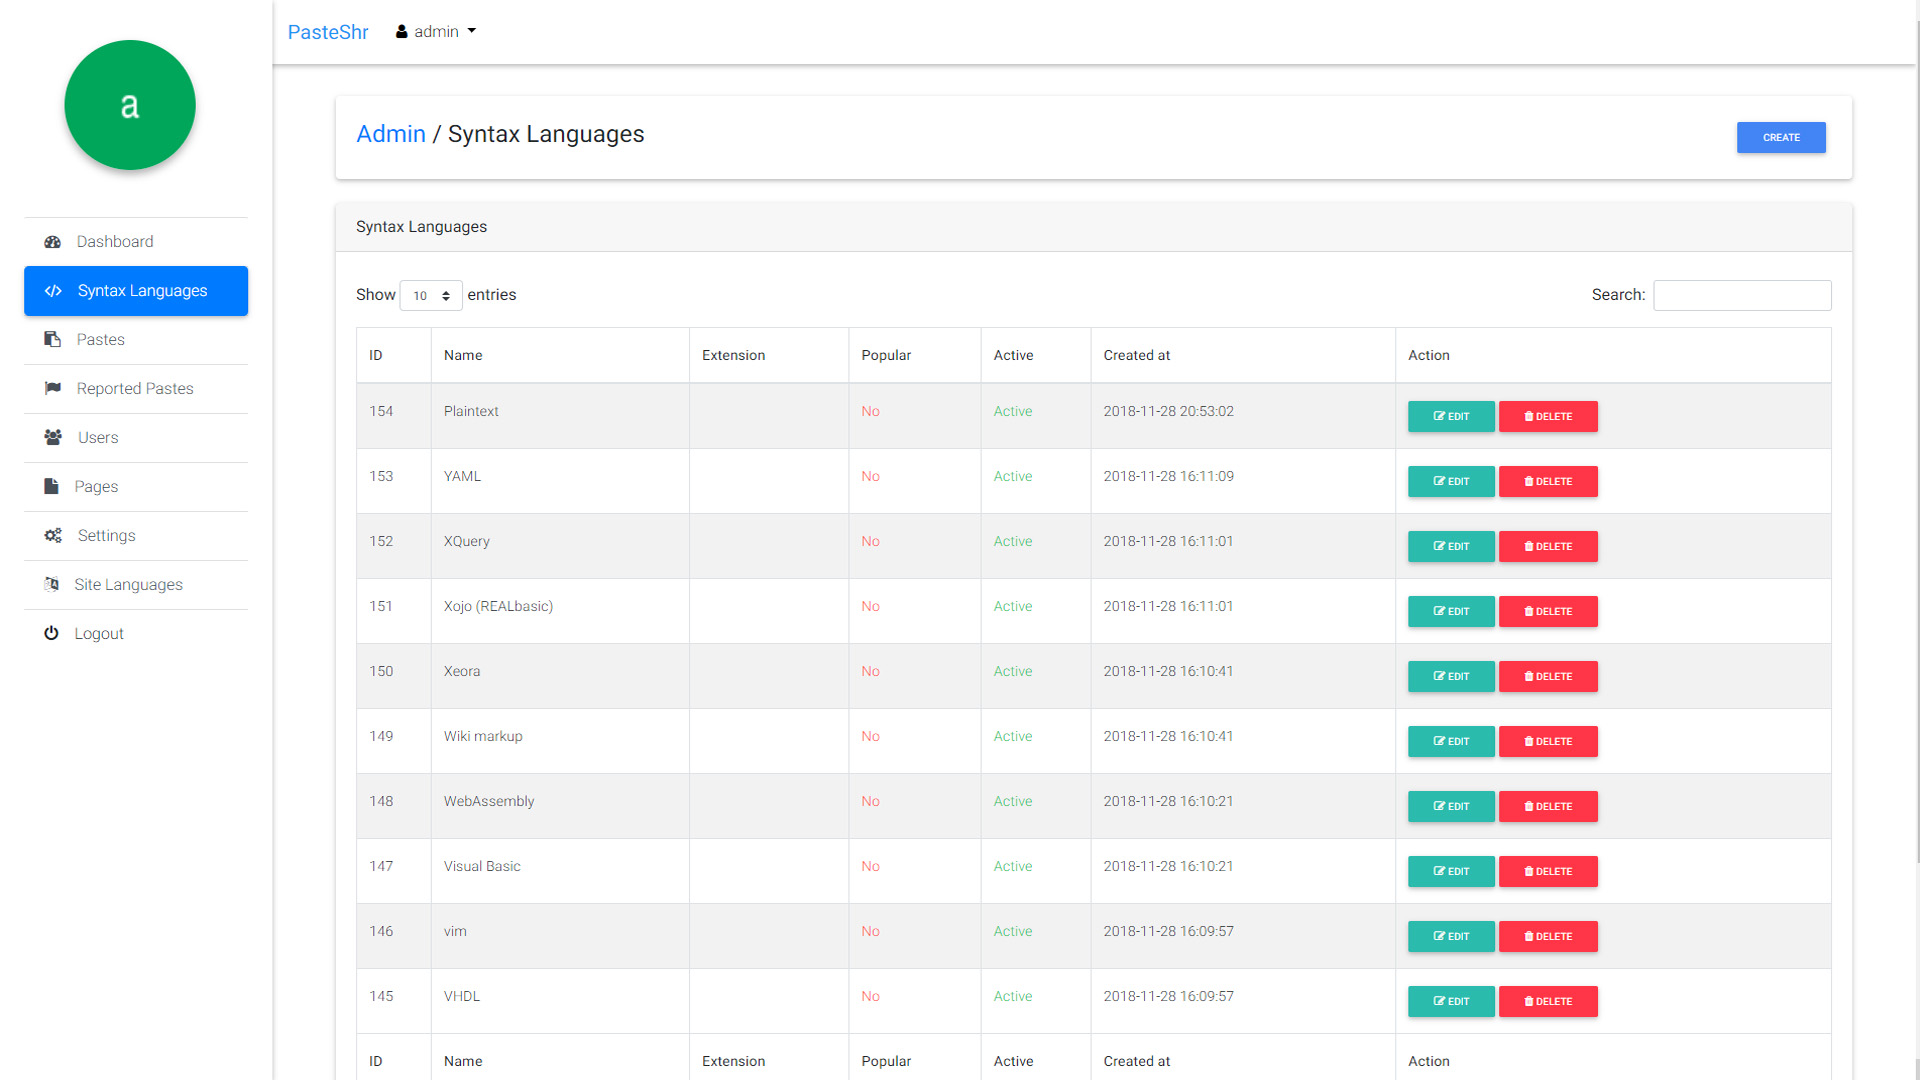 PasteShr admin
a
Dashboard
Syntax Languages
Pastes
Reported Pastes
Users
Pages
Settings
Site Languages
Logout
Admin / Syntax Languages
CREATE
Syntax Languages
Show 10 entries
Search:
ID Name Extension Popular Active Created at Action
154 Plaintext No Active 2018-11-28 20:53:02 EDIT DELETE
153 YAML No Active 2018-11-28 16:11:09 EDIT DELETE
152 XQuery No Active 2018-11-28 16:11:01 EDIT DELETE
151 Xojo (REALbasic) No Active 2018-11-28 16:11:01 EDIT DELETE
150 Xeora No Active 2018-11-28 16:10:41 EDIT DELETE
149 Wiki markup No Active 2018-11-28 16:10:41 EDIT DELETE
148 WebAssembly No Active 2018-11-28 16:10:21 EDIT DELETE
147 Visual Basic No Active 2018-11-28 16:10:21 EDIT DELETE
146 vim No Active 2018-11-28 16:09:57 EDIT DELETE
145 VHDL No Active 2018-11-28 16:09:57 EDIT DELETE
ID Name Extension Popular Active Created at Action